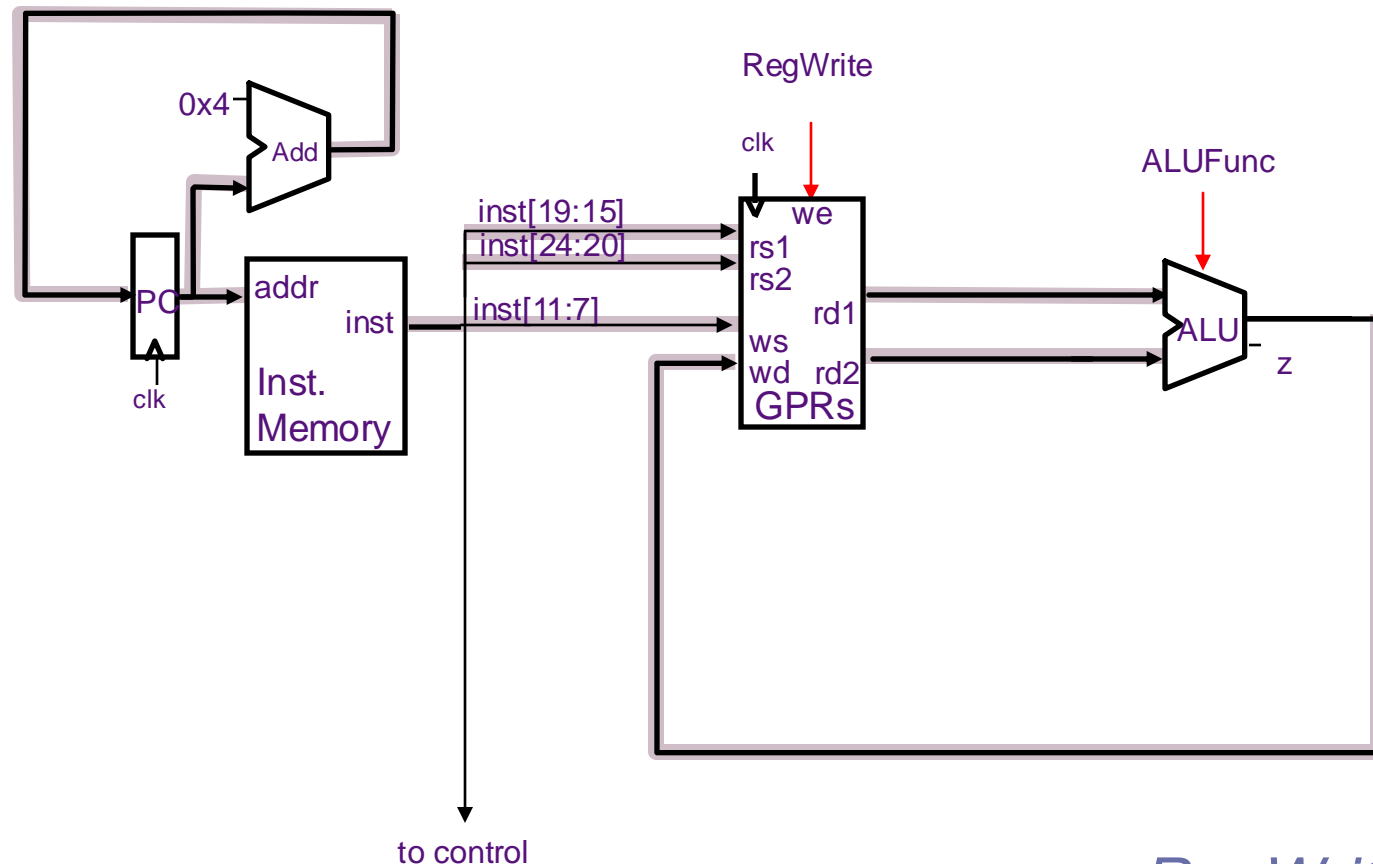 RegWrite
0x4
Add
clk
ALUFunc
inst[19:15]
we
inst[24:20]
rs1
rs2
PC
addr
inst
inst[11:7]
rd1
ws
ALU
wd
rd2
z
clk
Inst.
Memory
GPRs
to control